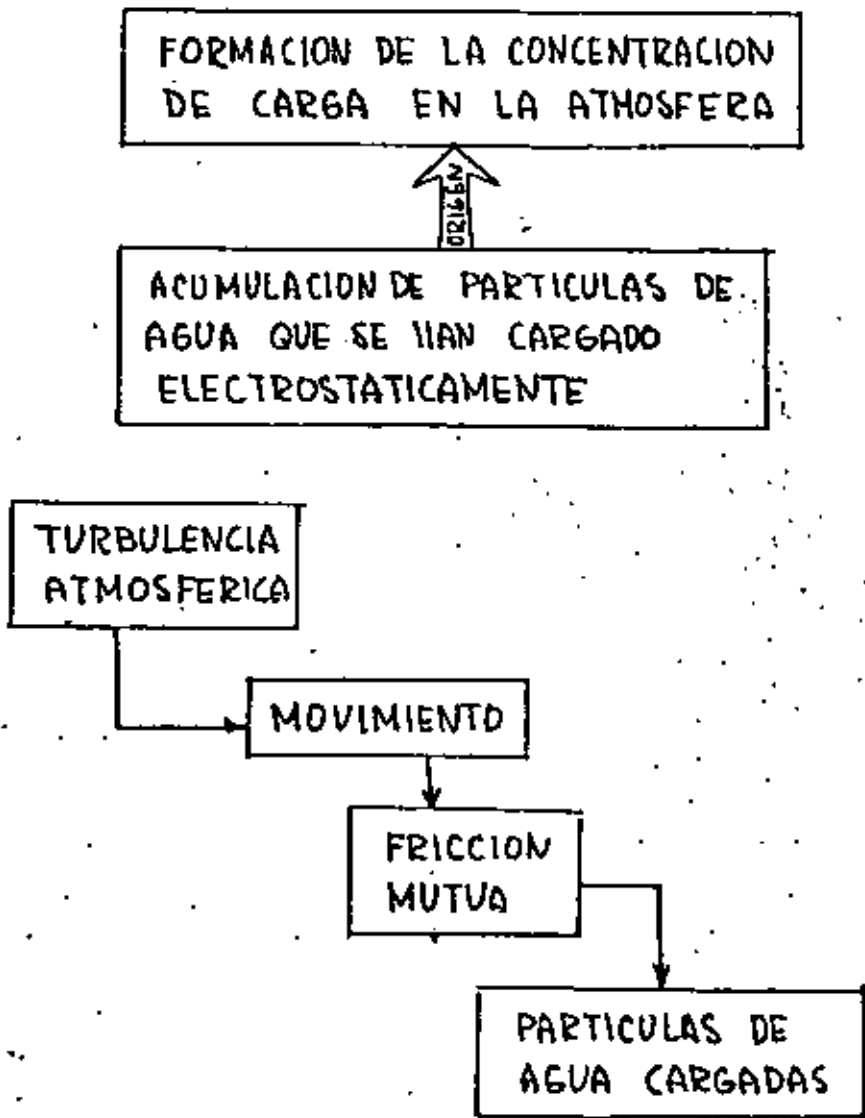 FORMACION DE LA CONCENTRACION
DE CARGA EN LA ATMOSFERA
ORIGEN
ACUMULACION DE PARTICULAS DE
AGUA QUE SE HAN CARGADO
ELECTROSTATICAMENTE
TURBULENCIA
ATMOSFERICA
MOVIMIENTO
FRICCION
MUTUA
PARTICULAS DE
AGUA CARGADAS